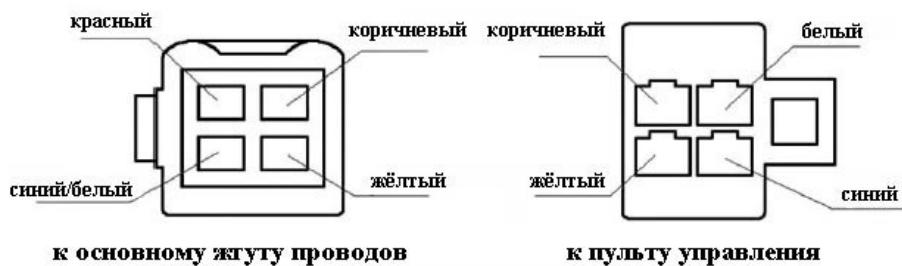 красный
коричневый
синий/белый
жёлтый
к основному жгуту проводов
коричневый
белый
жёлтый
синий
к пульту управления